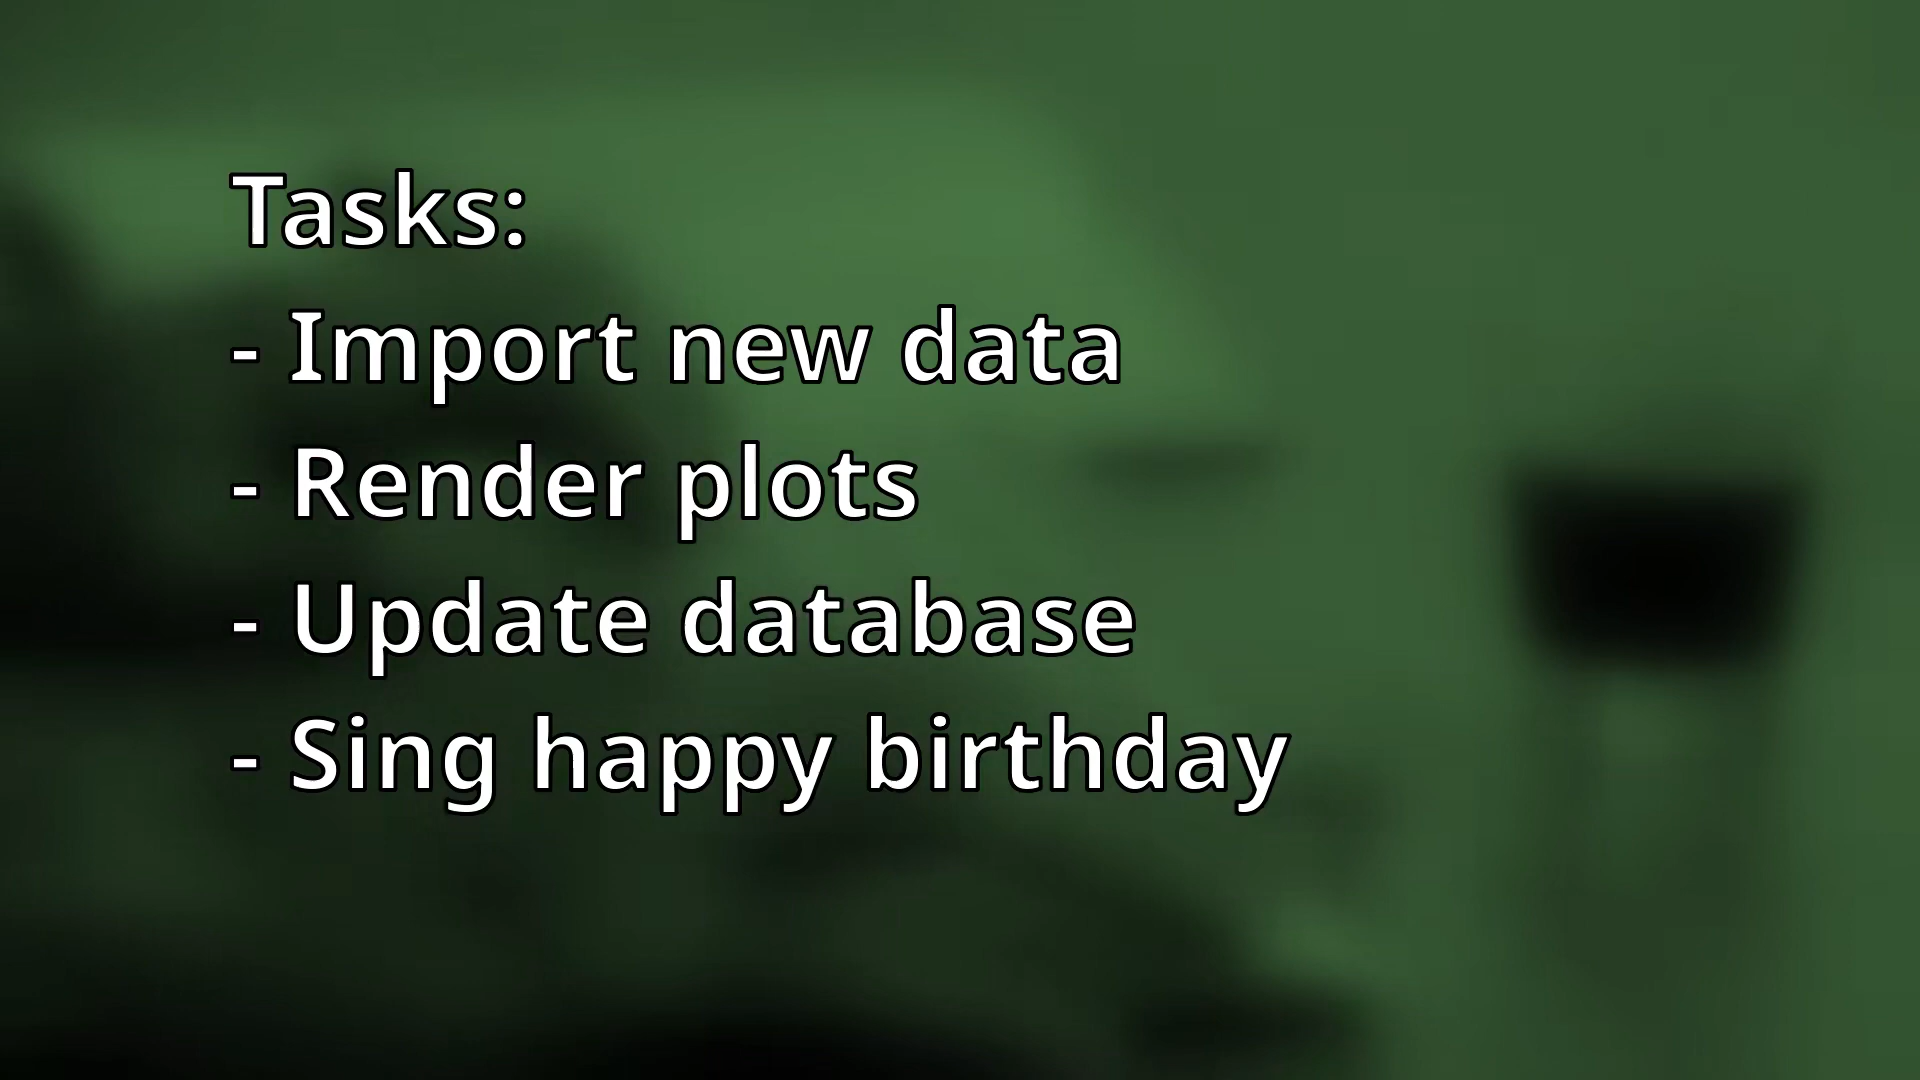 Tasks:
- Import new data
- Render plots
- Update database
- Sing happy birthday